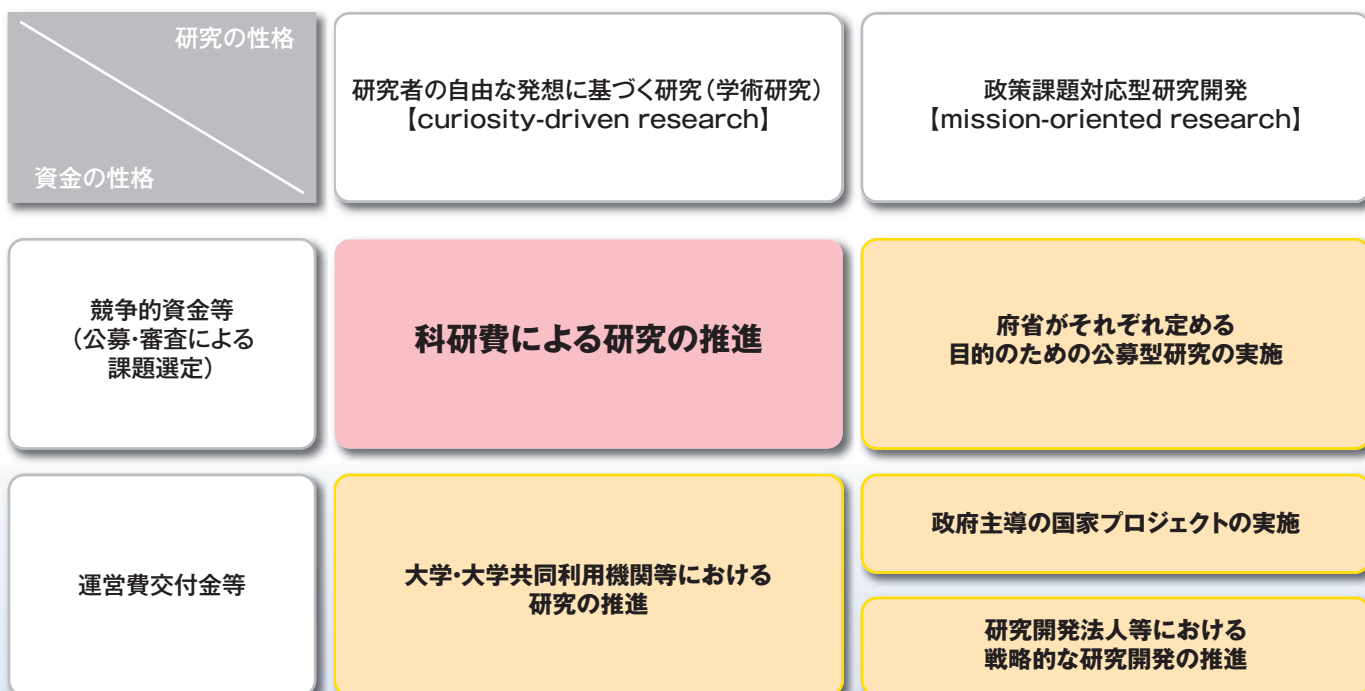 研究の性格
資金の性格
研究者の自由な発想に基づく研究(学術研究)
【curiosity-driven research】
政策課題対応型研究開発
【mission-oriented research】
競争的資金等
(公募・審査による
課題選定)
科研費による研究の推進
府省がそれぞれ定める
目的のための公募型研究の実施
運営費交付金等
大学・大学共同利用機関等における
研究の推進
政府主導の国家プロジェクトの実施
研究開発法人等における
戦略的な研究開発の推進